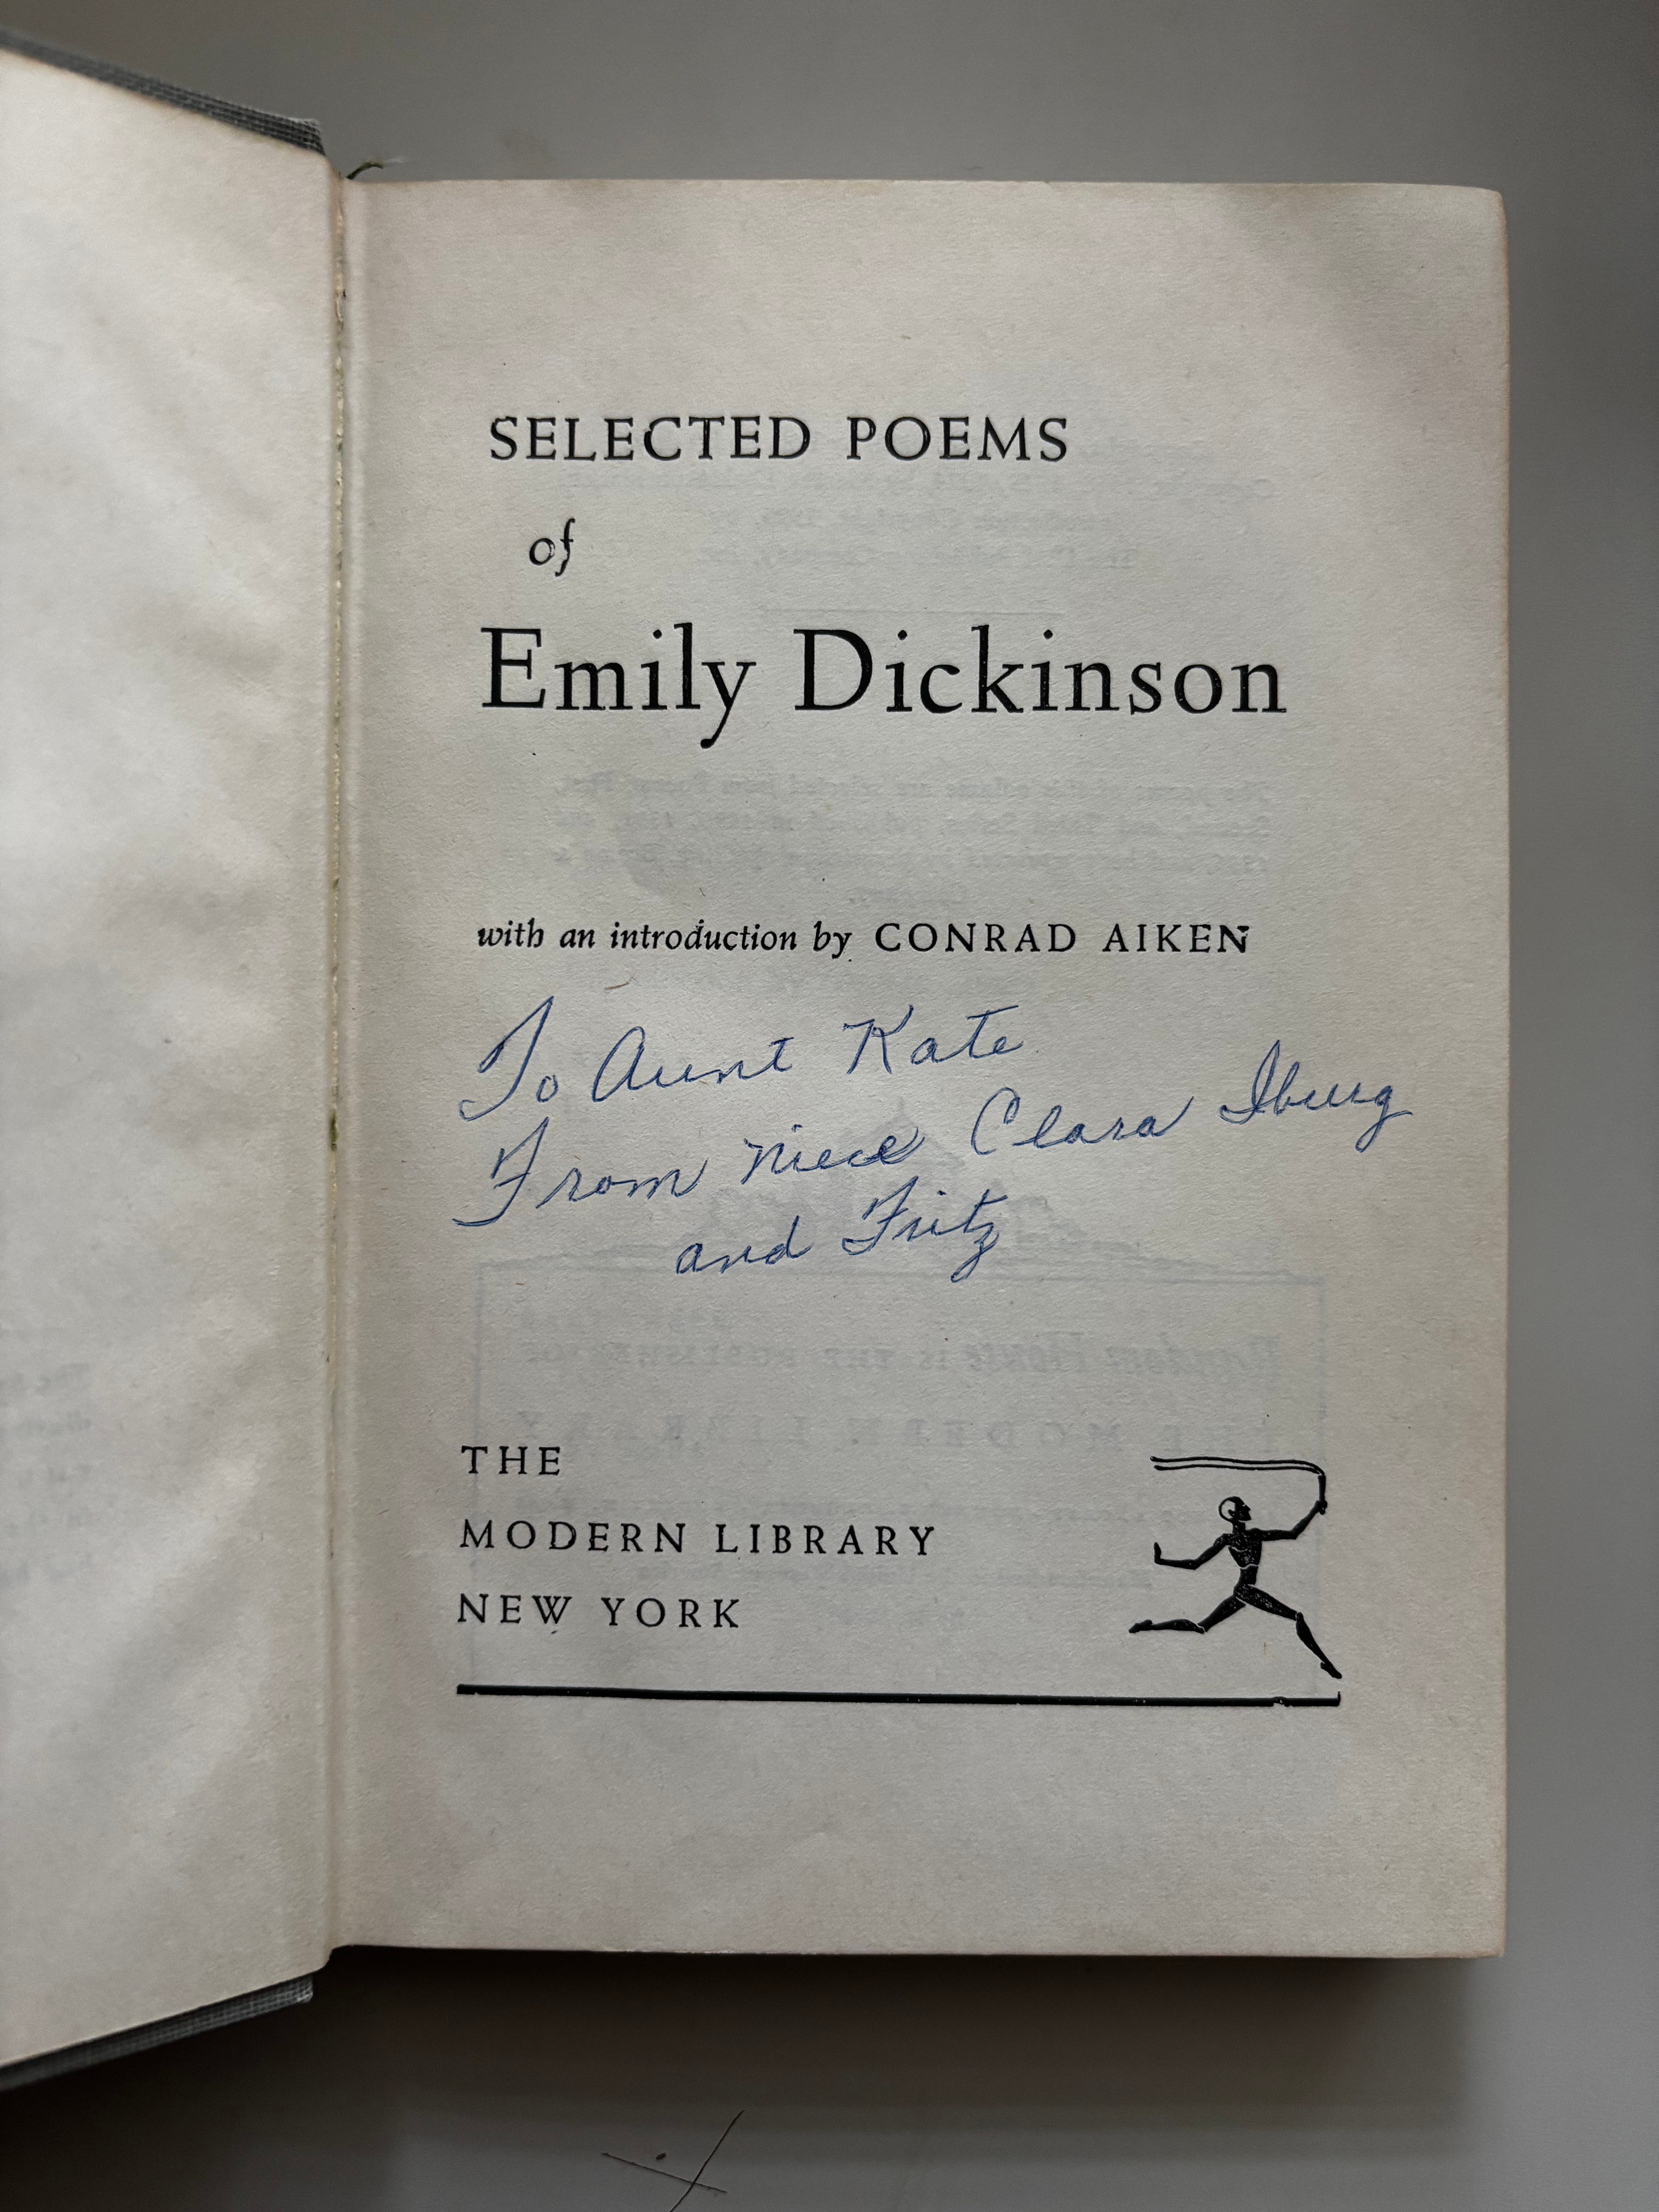 SELECTED POEMS
of
Emily Dickinson
with an introduction by CONRAD AIKEN
To Aunt Kate
From niece Clara Iburg
and Fritz
THE
MODERN LIBRARY
NEW YORK